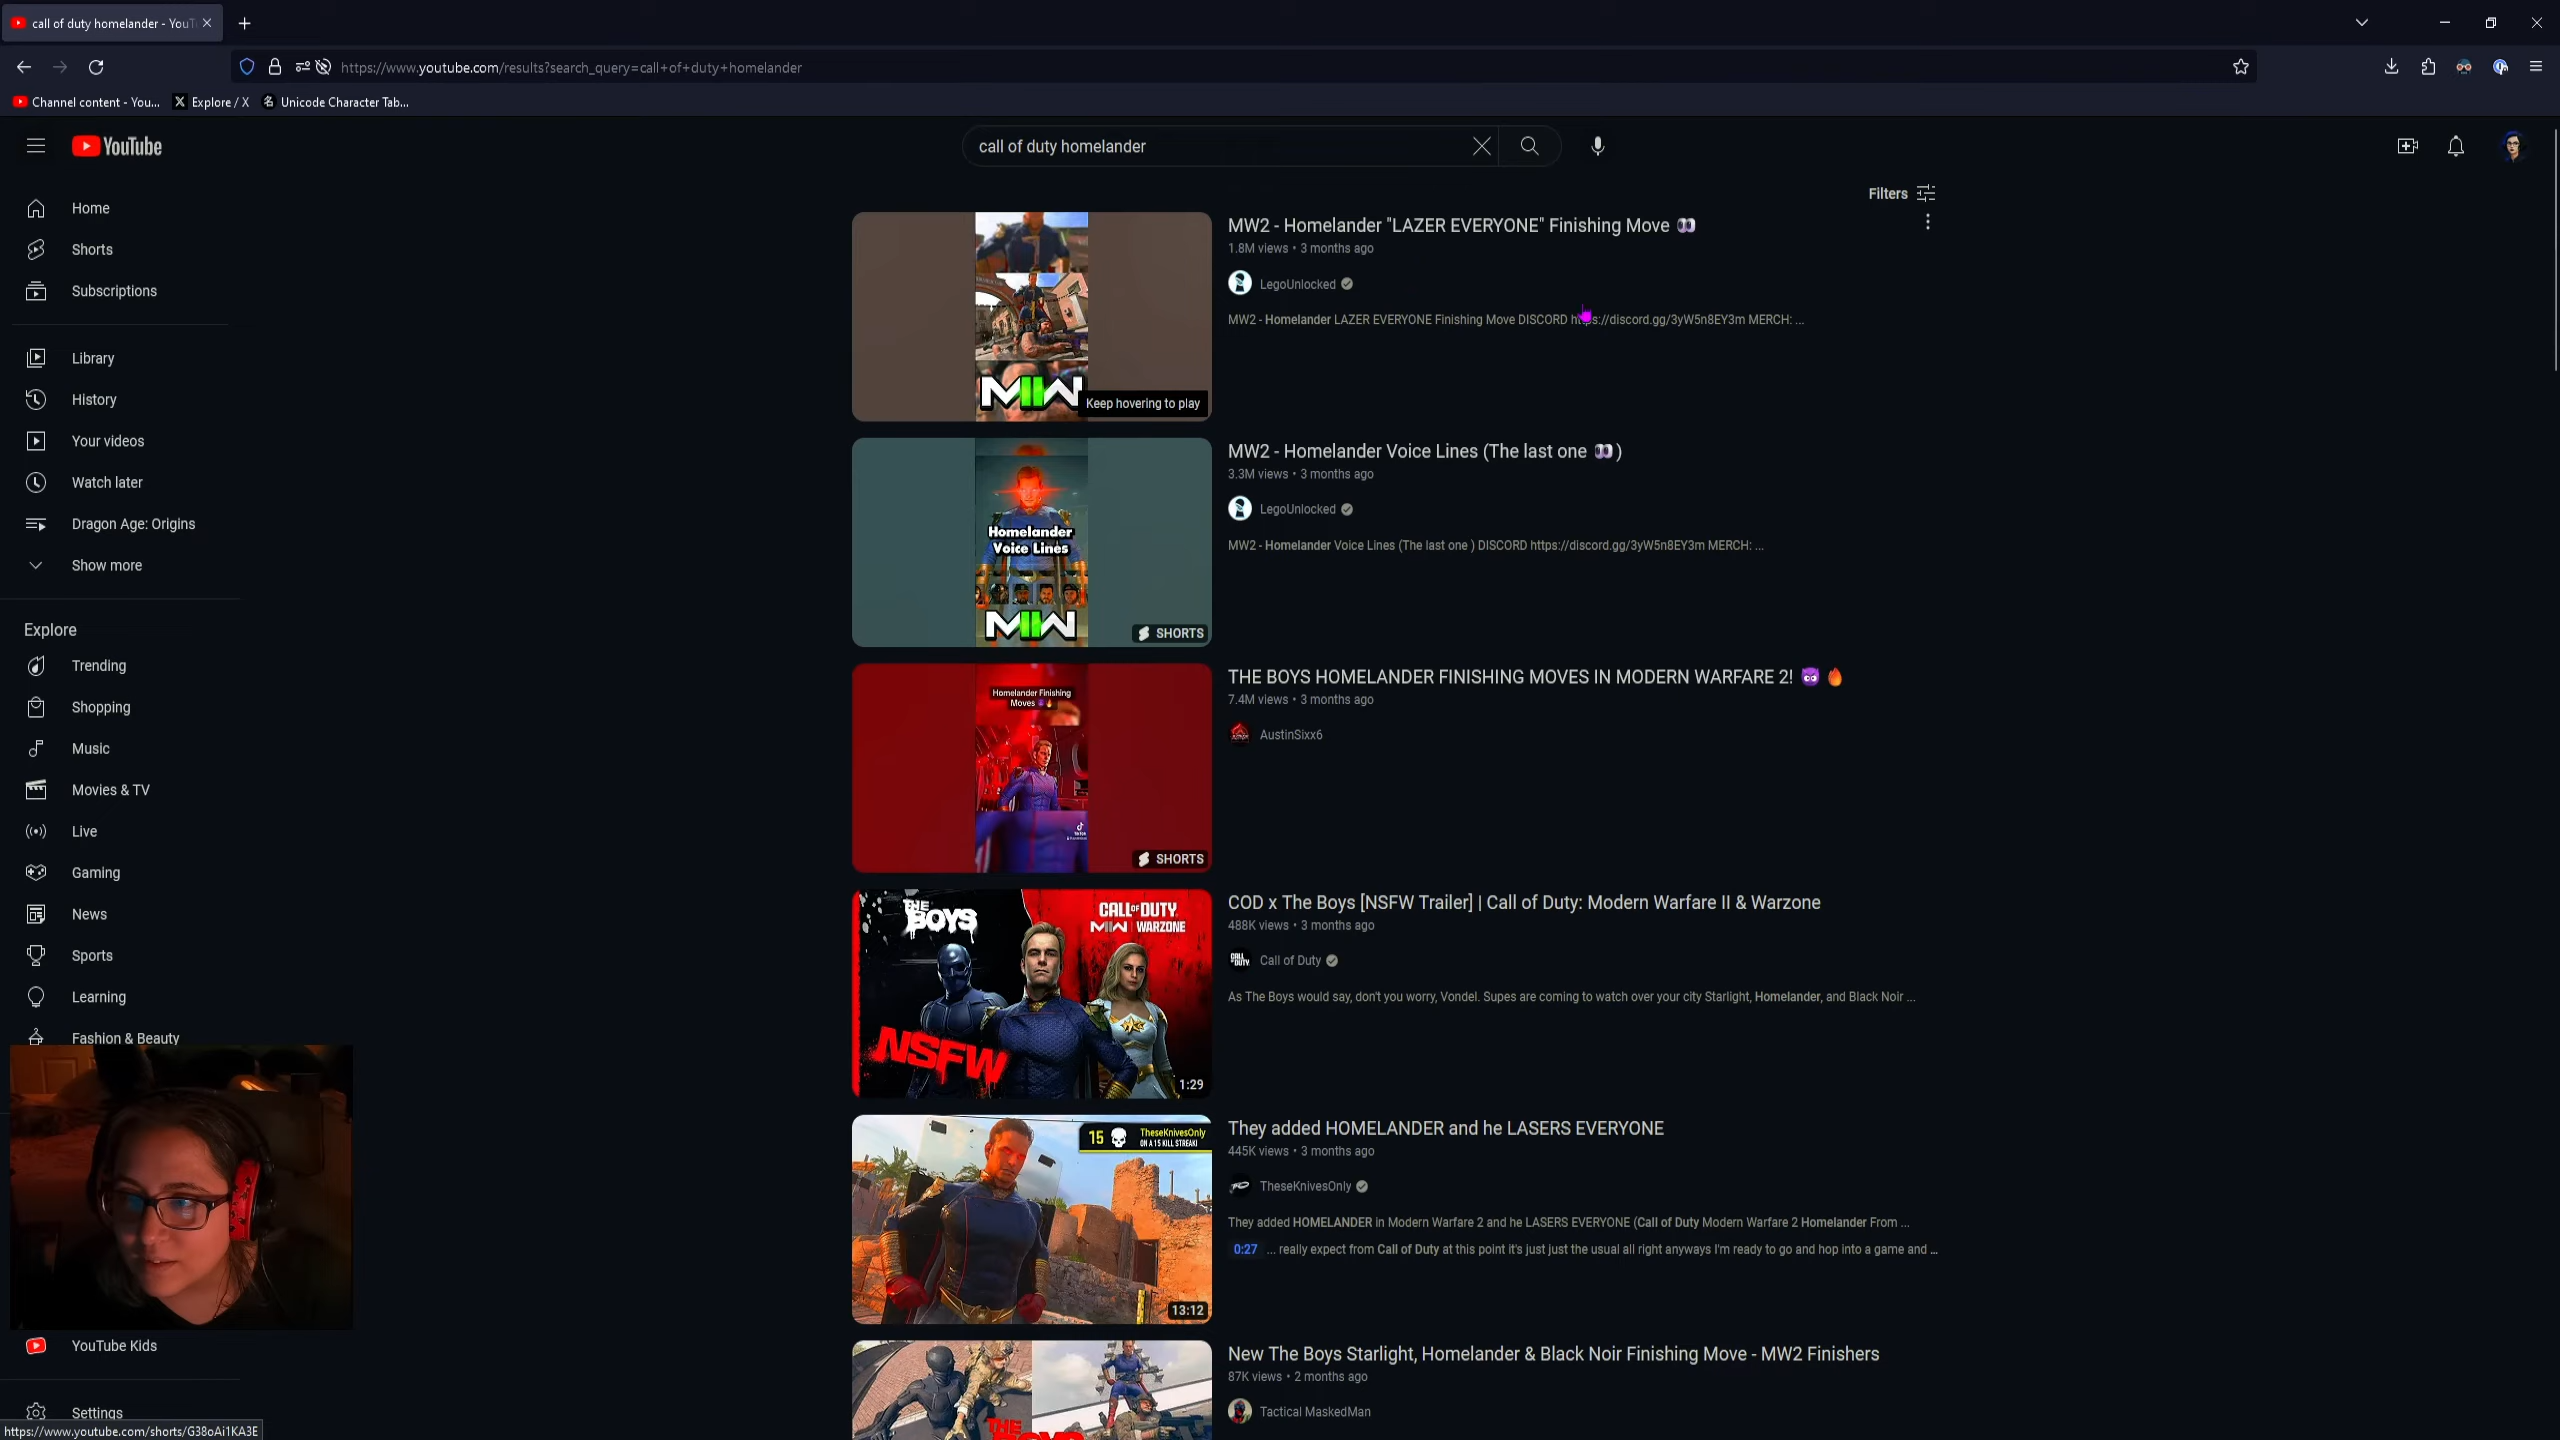 call of duty homelander - YouT
https://www.youtube.com/results?search_query=call+of+duty+homelander
Channel content - You...
Explore / X
Unicode Character Tab...
YouTube
call of duty homelander
Home
Shorts
Subscriptions
Library
History
Your videos
Watch later
Dragon Age: Origins
Show more
Explore
Trending
Shopping
Music
Movies & TV
Live
Gaming
News
Sports
Learning
Fashion & Beauty
YouTube Kids
Settings
https://www.youtube.com/shorts/G38oAi1KA3E
Filters
MWII
Keep hovering to play
MW2 - Homelander "LAZER EVERYONE" Finishing Move 👀
1.8M views • 3 months ago
LegoUnlocked
MW2 - Homelander LAZER EVERYONE Finishing Move DISCORD https://discord.gg/3yW5n8EY3m MERCH: ...
Homelander
Voice Lines
MWII
SHORTS
MW2 - Homelander Voice Lines (The last one 👀)
3.3M views • 3 months ago
LegoUnlocked
MW2 - Homelander Voice Lines (The last one ) DISCORD https://discord.gg/3yW5n8EY3m MERCH: ...
Homelander Finishing
Moves 😈🔥
SHORTS
THE BOYS HOMELANDER FINISHING MOVES IN MODERN WARFARE 2! 😈 🔥
7.4M views • 3 months ago
AustinSixx6
THE
BOYS
CALL OF DUTY
MWII WARZONE
NSFW
1:29
COD x The Boys [NSFW Trailer] | Call of Duty: Modern Warfare II & Warzone
488K views • 3 months ago
Call of Duty
As The Boys would say, don't you worry, Vondel. Supes are coming to watch over your city Starlight, Homelander, and Black Noir ...
15
TheseKnivesOnly
ON A 15 KILL STREAK!
13:12
They added HOMELANDER and he LASERS EVERYONE
445K views • 3 months ago
TheseKnivesOnly
They added HOMELANDER in Modern Warfare 2 and he LASERS EVERYONE (Call of Duty Modern Warfare 2 Homelander From ...
0:27 ... really expect from Call of Duty at this point it's just just the usual all right anyways I'm ready to go and hop into a game and ...
THE
BOYS
New The Boys Starlight, Homelander & Black Noir Finishing Move - MW2 Finishers
87K views • 2 months ago
Tactical MaskedMan